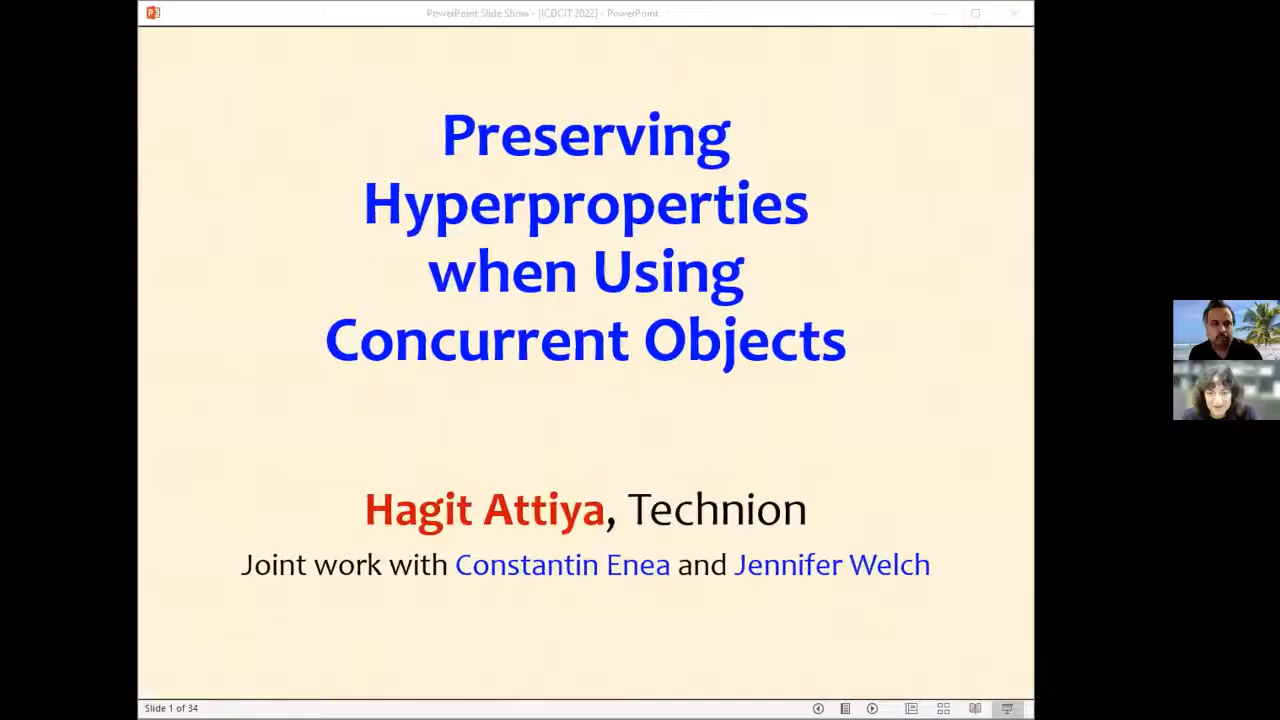 PowerPoint Slide Show - [ICDCIT 2022] - PowerPoint
Preserving
Hyperproperties
when Using
Concurrent Objects
Hagit Attiya, Technion
Joint work with Constantin Enea and Jennifer Welch
Slide 1 of 34